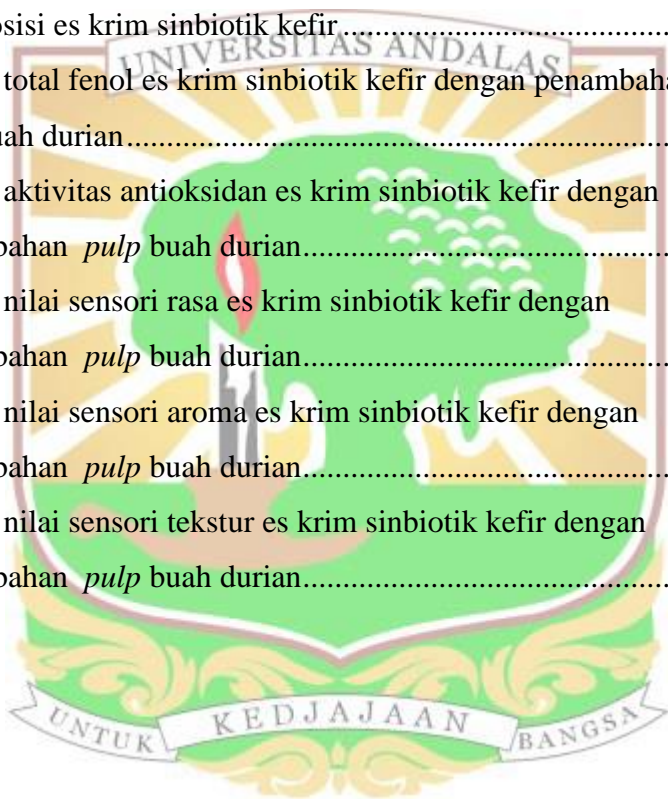 osisi es krim sinbiotik kefir ........................................
UNIVERSITAS ANDALAS
total fenol es krim sinbiotik kefir dengan penambaha
uah durian....................................................................
aktivitas antioksidan es krim sinbiotik kefir dengan
bahan pulp buah durian..............................................
nilai sensori rasa es krim sinbiotik kefir dengan
bahan pulp buah durian..............................................
nilai sensori aroma es krim sinbiotik kefir dengan
bahan pulp buah durian..............................................
nilai sensori tekstur es krim sinbiotik kefir dengan
bahan pulp buah durian..............................................
UNTUK KEDJAJAAN BANGSA